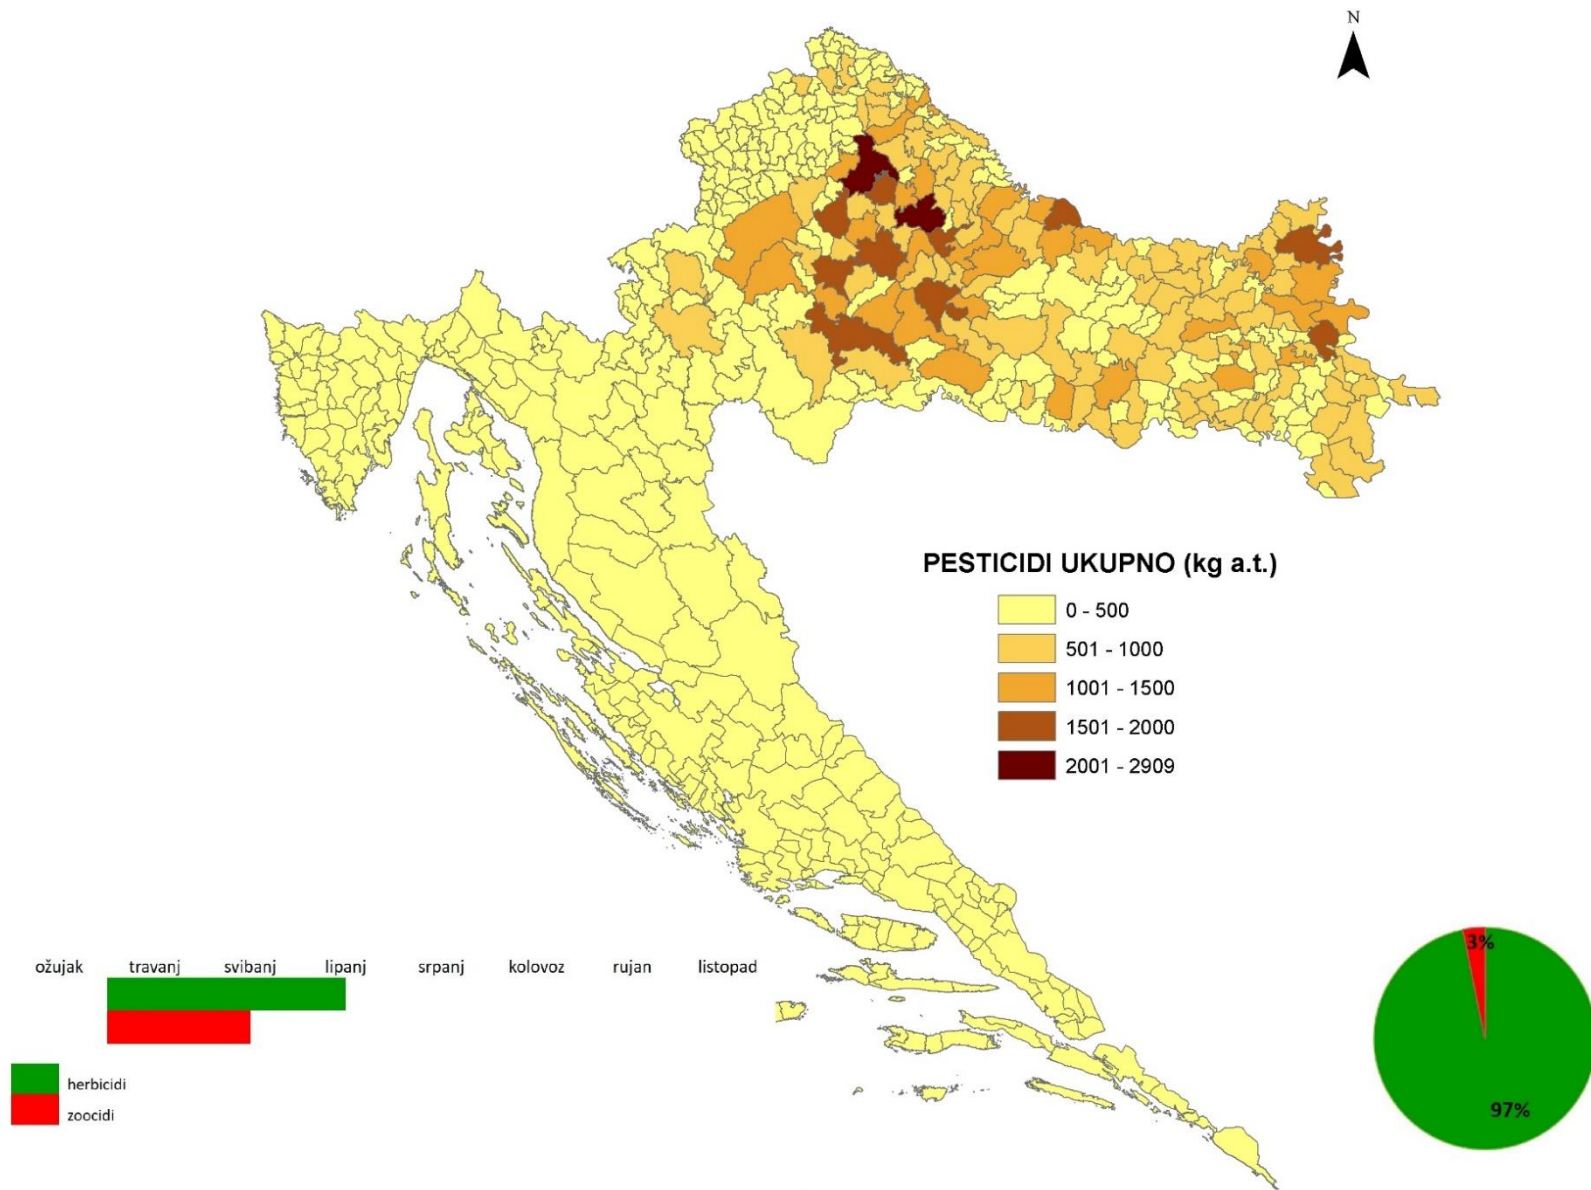 N
PESTICIDI UKUPNO (kg a.t.)
0 - 500
501 - 1000
1001 - 1500
1501 - 2000
2001 - 2909
ožujak travanj svibanj lipanj srpanj kolovoz rujan listopad
herbicidi
zoocidi
3%
97%